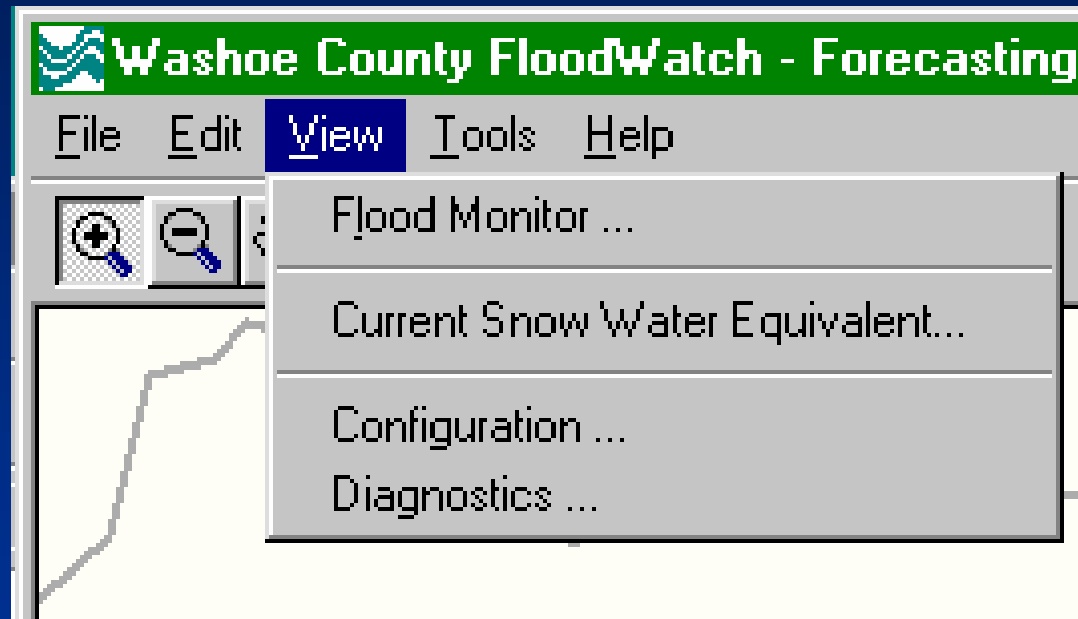 Washoe County FloodWatch - Forecasting
File Edit View Tools Help
Flood Monitor ...
Current Snow Water Equivalent...
Configuration ...
Diagnostics ...